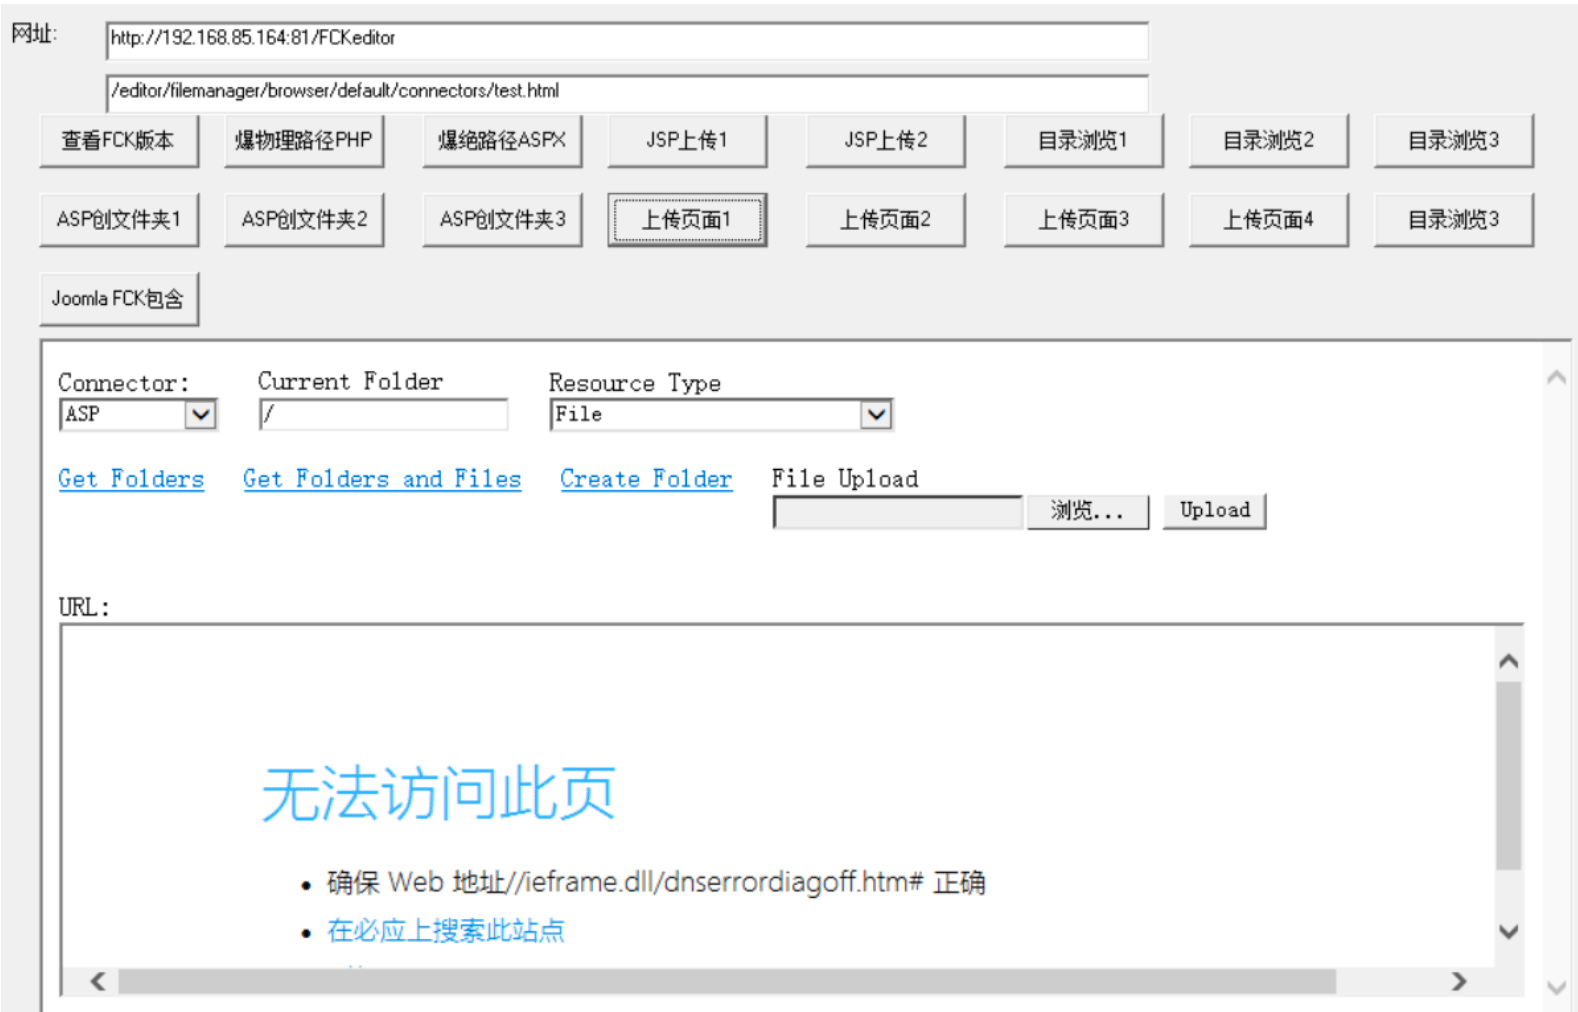 网址: http://192.168.85.164:81/FCKeditor
/editor/filemanager/browser/default/connectors/test.html
查看FCK版本 爆物理路径PHP 爆绝路径ASPX JSP上传1 JSP上传2 目录浏览1 目录浏览2 目录浏览3
ASP创文件夹1 ASP创文件夹2 ASP创文件夹3 上传页面1 上传页面2 上传页面3 上传页面4 目录浏览3
Joomla FCK包含
Connector: Current Folder Resource Type
ASP / File
Get Folders Get Folders and Files Create Folder File Upload
浏览... Upload
URL:
无法访问此页
• 确保 Web 地址//ieframe.dll/dnserrordiagoff.htm# 正确
• 在必应上搜索此站点